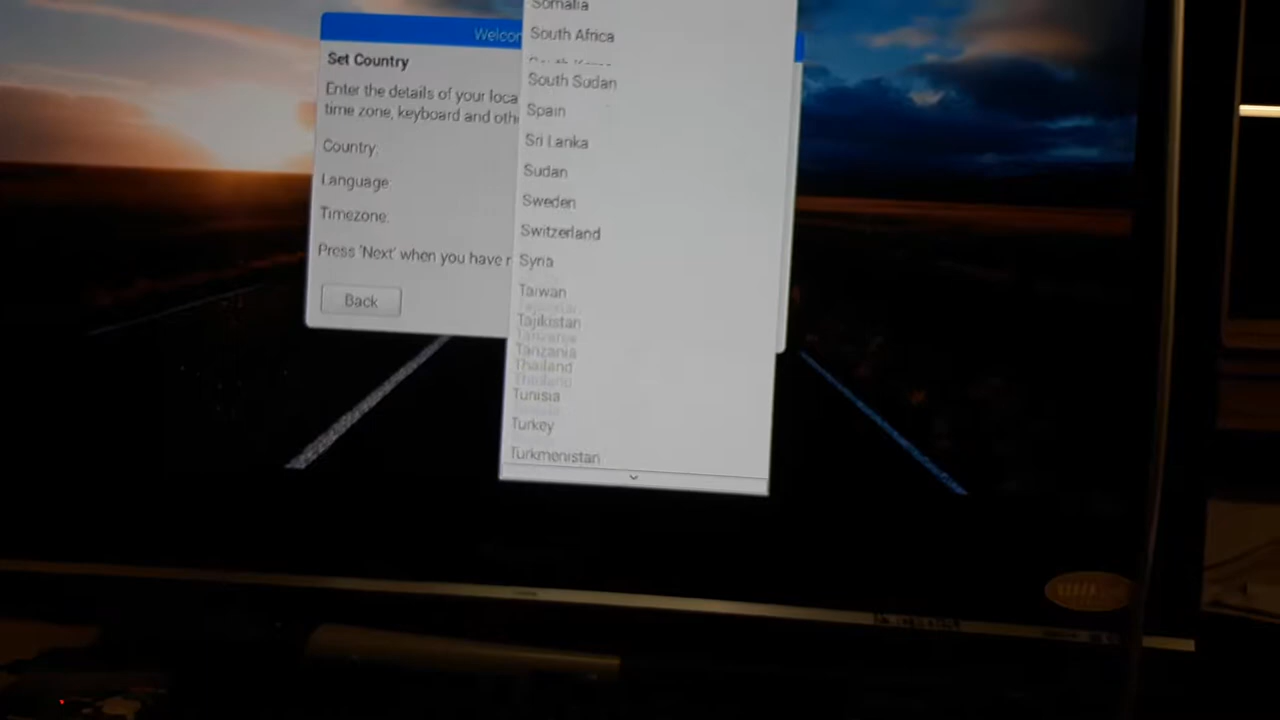 Welcom
Set Country
Enter the details of your loca
time zone, keyboard and oth
Country:
Language:
Timezone:
Press 'Next' when you have r
Back
Somalia
South Africa
South Sudan
Spain
Sri Lanka
Sudan
Sweden
Switzerland
Syria
Taiwan
Tajikistan
Tanzania
Thailand
Tunisia
Turkey
Turkmenistan